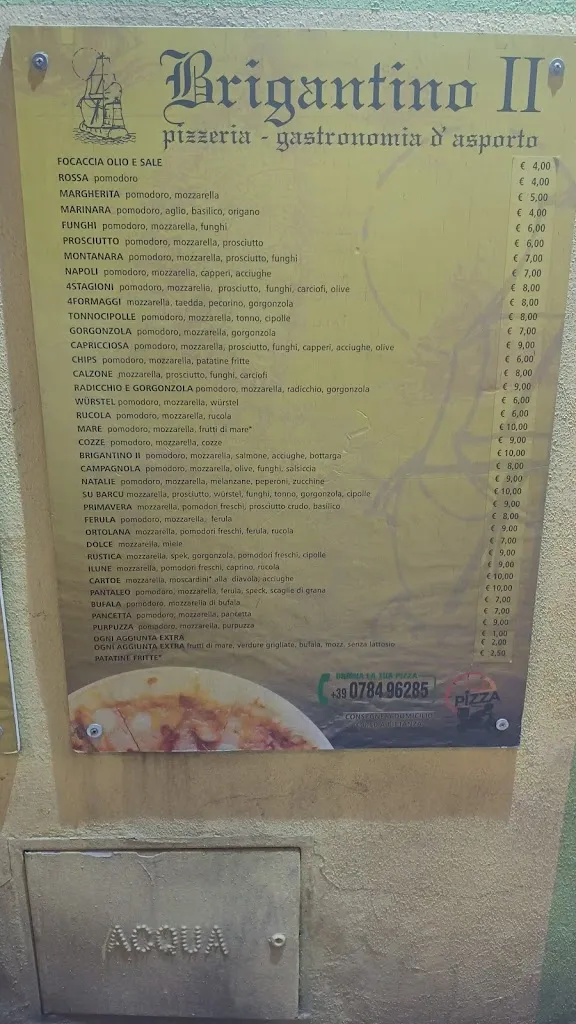 Brigantino II
pizzeria - gastronomia d'asporto
FOCACCIA OLIO E SALE € 4,00
ROSSA pomodoro € 4,00
MARGHERITA pomodoro, mozzarella € 5,00
MARINARA pomodoro, aglio, basilico, origano € 4,00
FUNGHI pomodoro, mozzarella, funghi € 6,00
PROSCIUTTO pomodoro, mozzarella, prosciutto € 6,00
MONTANARA pomodoro, mozzarella, prosciutto, funghi € 7,00
NAPOLI pomodoro, mozzarella, capperi, acciughe € 7,00
4STAGIONI pomodoro, mozzarella, prosciutto, funghi, carciofi, olive € 8,00
4FORMAGGI mozzarella, taedda, pecorino, gorgonzola € 8,00
TONNOCIPOLLE pomodoro, mozzarella, tonno, cipolle € 8,00
GORGONZOLA pomodoro, mozzarella, gorgonzola € 7,00
CAPRICCIOSA pomodoro, mozzarella, prosciutto, funghi, capperi, acciughe, olive € 9,00
CHIPS pomodoro, mozzarella, patatine fritte € 6,00
CALZONE mozzarella, prosciutto, funghi, carciofi € 8,00
RADICCHIO E GORGONZOLA pomodoro, mozzarella, radicchio, gorgonzola € 9,00
WÜRSTEL pomodoro, mozzarella, würstel € 6,00
RUCOLA pomodoro, mozzarella, rucola € 6,00
MARE pomodoro, mozzarella, frutti di mare* € 10,00
COZZE pomodoro, mozzarella, cozze € 9,00
BRIGANTINO II pomodoro, mozzarella, salmone, acciughe, bottarga € 10,00
CAMPAGNOLA pomodoro, mozzarella, olive, funghi, salsiccia € 8,00
NATALIE pomodoro, mozzarella, melanzane, peperoni, zucchine € 9,00
SU BARCU mozzarella, prosciutto, würstel, funghi, tonno, gorgonzola, cipolle € 10,00
PRIMAVERA mozzarella, pomodori freschi, prosciutto crudo, basilico € 9,00
FERULA pomodoro, mozzarella, ferula € 8,00
ORTOLANA mozzarella, pomodori freschi, ferula, rucola € 9,00
DOLCE mozzarella, miele € 7,00
RUSTICA mozzarella, spek, gorgonzola, pomodori freschi, cipolle € 9,00
ILUNE mozzarella, pomodori freschi, caprino, rucola € 9,00
CARTOE mozzarella, moscardini* alla diavola, acciughe € 10,00
PANTALEO mozzarella, ferula, speck, scaglie di grana € 10,00
BUFALA pomodoro, mozzarella di bufala € 7,00
PANCETTA pomodoro, mozzarella, pancetta € 7,00
PURPUZZA pomodoro, mozzarella, purpuzza € 9,00
OGNI AGGIUNTA EXTRA € 1,00
OGNI AGGIUNTA EXTRA frutti di mare, verdure grigliate, bufala, mozz. senza lattosio € 2,00
PATATINE FRITTE* € 2,50
ORDINA LA TUA PIZZA
+39 0784 96285
PIZZA
ACQUA